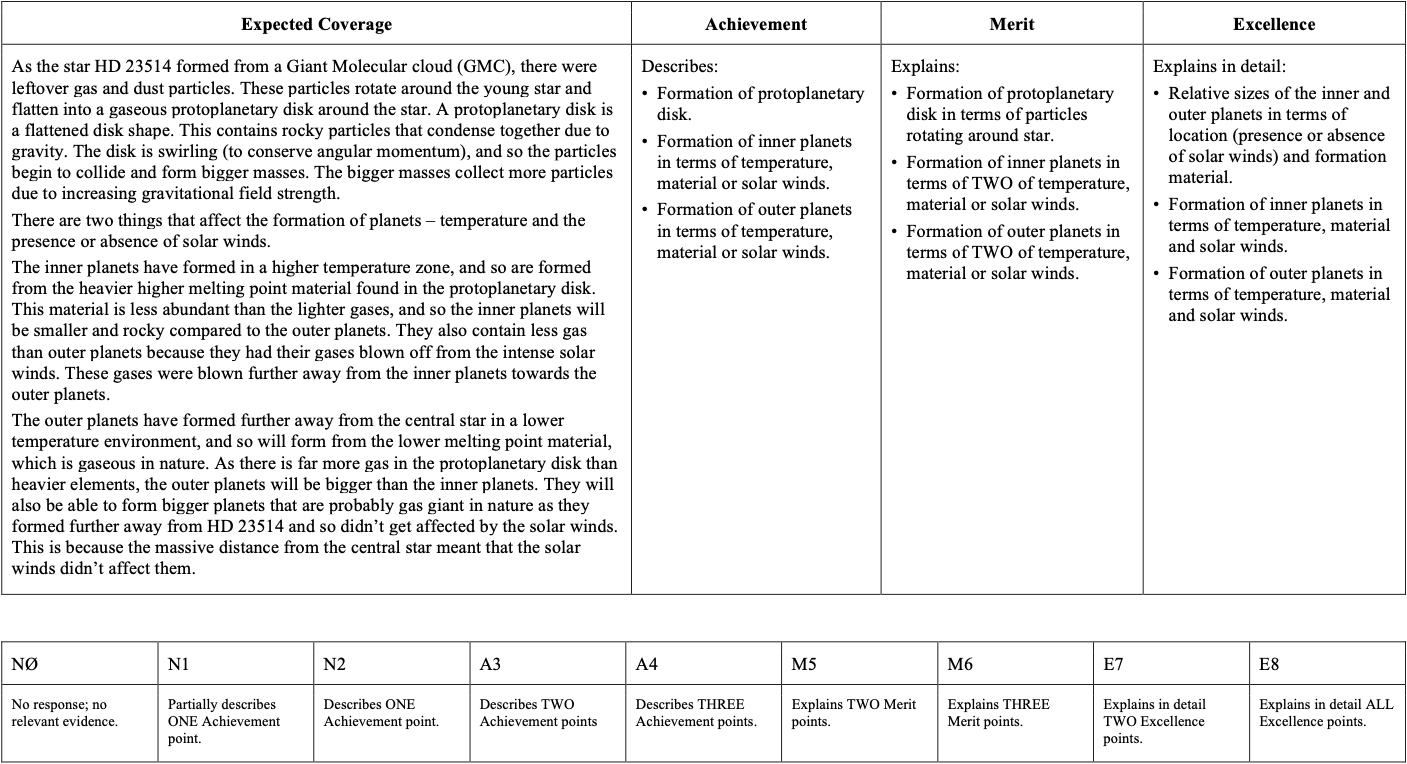 Expected Coverage
Achievement
Merit
Excellence
As the star HD 23514 formed from a Giant Molecular cloud (GMC), there were
leftover gas and dust particles. These particles rotate around the young star and
flatten into a gaseous protoplanetary disk around the star. A protoplanetary disk is
a flattened disk shape. This contains rocky particles that condense together due to
gravity. The disk is swirling (to conserve angular momentum), and so the particles
begin to collide and form bigger masses. The bigger masses collect more particles
due to increasing gravitational field strength.
There are two things that affect the formation of planets – temperature and the
presence or absence of solar winds.
The inner planets have formed in a higher temperature zone, and so are formed
from the heavier higher melting point material found in the protoplanetary disk.
This material is less abundant than the lighter gases, and so the inner planets will
be smaller and rocky compared to the outer planets. They also contain less gas
than outer planets because they had their gases blown off from the intense solar
winds. These gases were blown further away from the inner planets towards the
outer planets.
The outer planets have formed further away from the central star in a lower
temperature environment, and so will form from the lower melting point material,
which is gaseous in nature. As there is far more gas in the protoplanetary disk than
heavier elements, the outer planets will be bigger than the inner planets. They will
also be able to form bigger planets that are probably gas giant in nature as they
formed further away from HD 23514 and so didn't get affected by the solar winds.
This is because the massive distance from the central star meant that the solar
winds didn't affect them.
Describes:
• Formation of protoplanetary
disk.
• Formation of inner planets
in terms of temperature,
material or solar winds.
• Formation of outer planets
in terms of temperature,
material or solar winds.
Explains:
• Formation of protoplanetary
disk in terms of particles
rotating around star.
• Formation of inner planets in
terms of TWO of temperature,
material or solar winds.
• Formation of outer planets in
terms of TWO of temperature,
material or solar winds.
Explains in detail:
• Relative sizes of the inner and
outer planets in terms of
location (presence or absence
of solar winds) and formation
material.
• Formation of inner planets in
terms of temperature, material
and solar winds.
• Formation of outer planets in
terms of temperature, material
and solar winds.
NØ
N1
N2
A3
A4
M5
M6
E7
E8
No response; no
relevant evidence.
Partially describes
ONE Achievement
point.
Describes ONE
Achievement point.
Describes TWO
Achievement points
Describes THREE
Achievement points.
Explains TWO Merit
points.
Explains THREE
Merit points.
Explains in detail
TWO Excellence
points.
Explains in detail ALL
Excellence points.